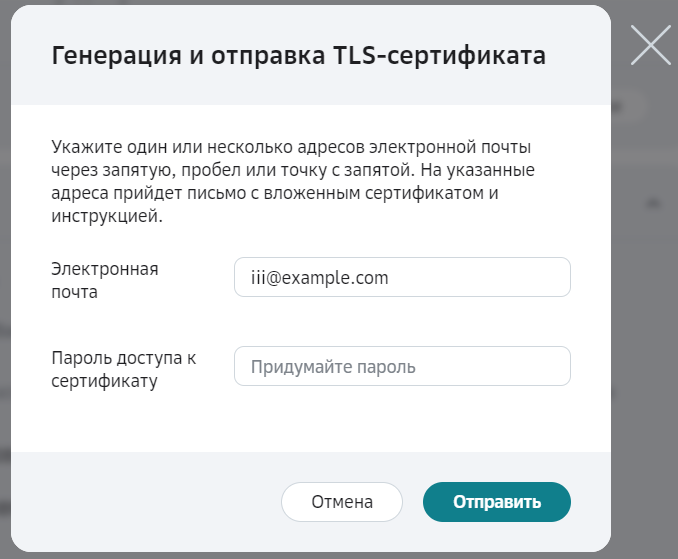 Генерация и отправка TLS-сертификата
Укажите один или несколько адресов электронной почты
через запятую, пробел или точку с запятой. На указанные
адреса прийдет письмо с вложенным сертификатом и
инструкцией.
Электронная
почта
iii@example.com
Пароль доступа к
сертификату
Придумайте пароль
Отмена
Отправить